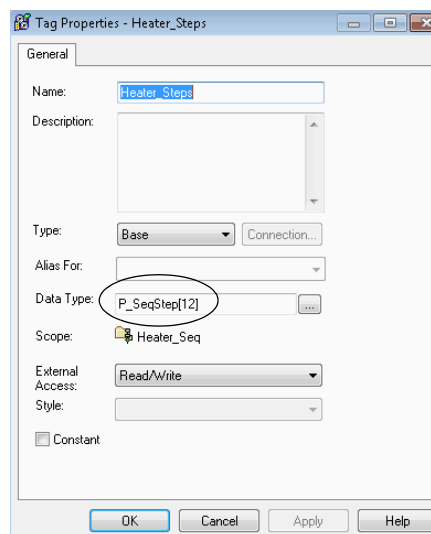 Tag Properties - Heater_Steps
General
Name: Heater_Steps
Description:
Type: Base Connection...
Alias For:
Data Type: P_SeqStep[12] ...
Scope: Heater_Seq
External Access: Read/Write
Style:
Constant
OK Cancel Apply Help